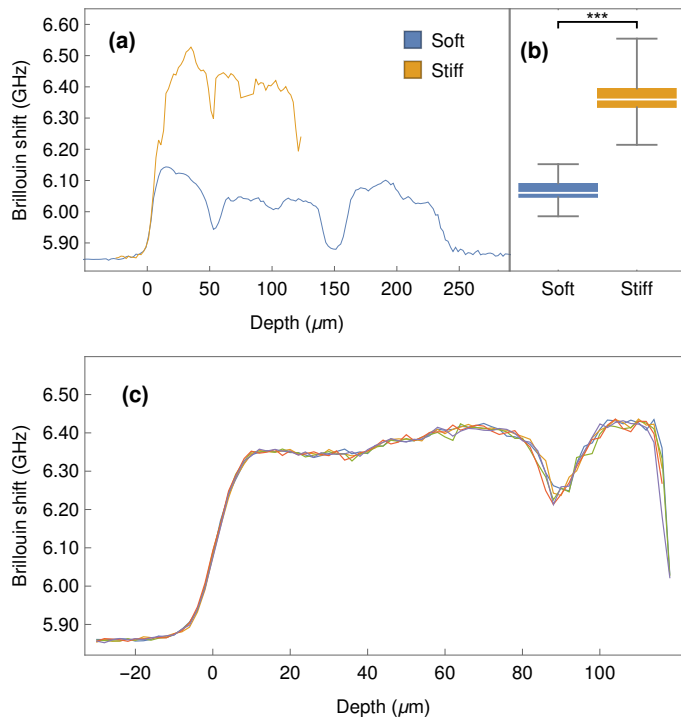 (a)
Soft
Stiff
(b)
***
Brillouin shift (GHz)
6.60
6.50
6.40
6.30
6.20
6.10
6.00
5.90
0 50 100 150 200 250
Depth (μm)
Soft Stiff
(c)
Brillouin shift (GHz)
6.50
6.40
6.30
6.20
6.10
6.00
5.90
−20 0 20 40 60 80 100
Depth (μm)